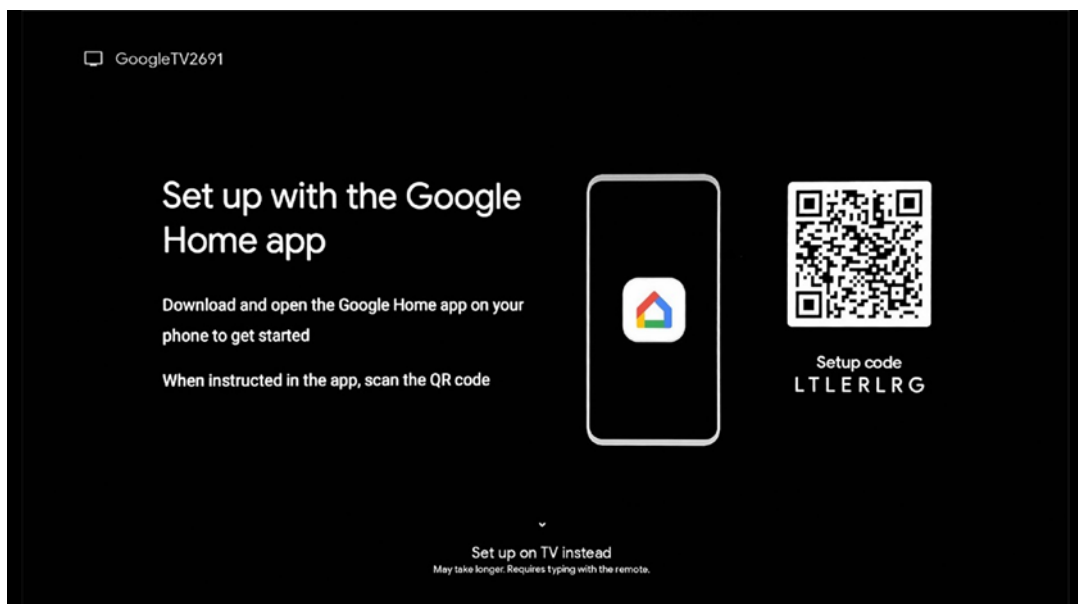 GoogleTV2691
Set up with the Google
Home app
Download and open the Google Home app on your
phone to get started
When instructed in the app, scan the QR code
Setup code
LTLERLRG
Set up on TV instead
May take longer. Requires typing with the remote.